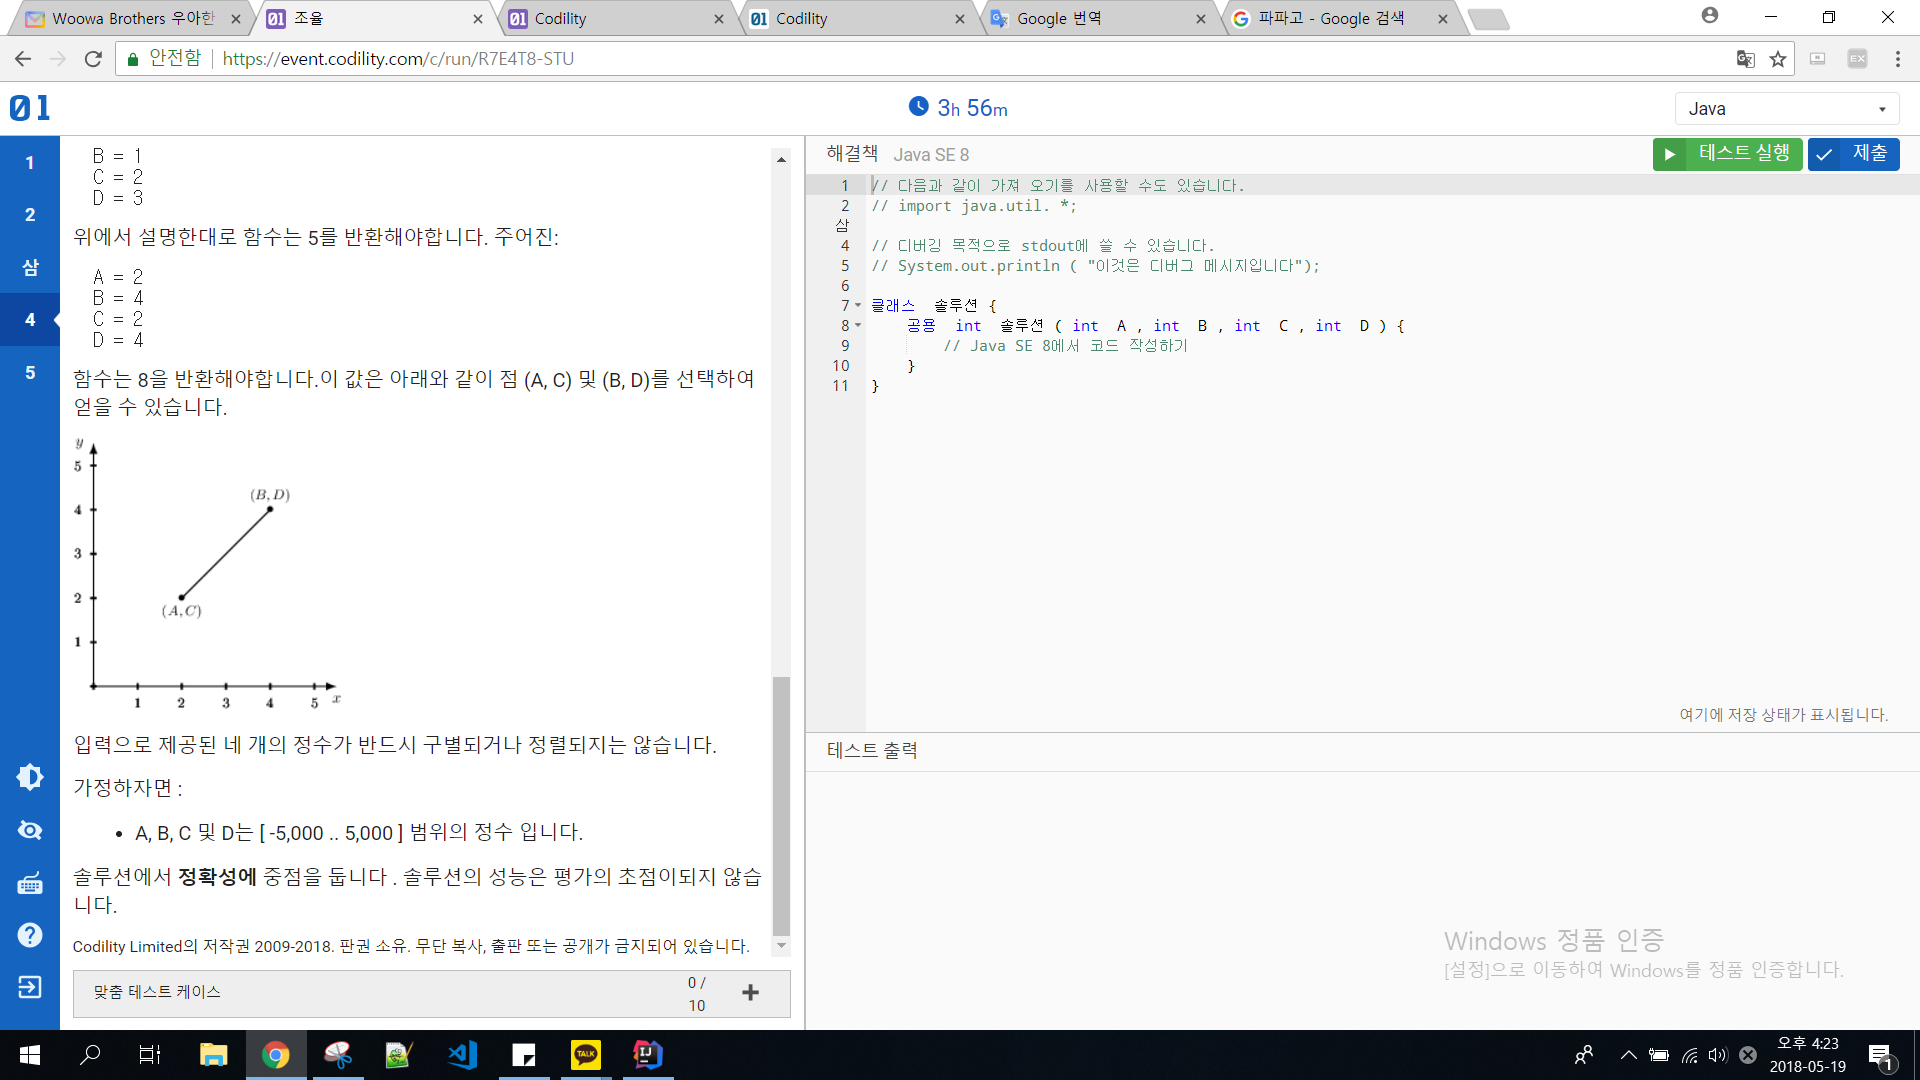 Woowa Brothers 우아한
조율
Codility
Codility
Google 번역
파파고 - Google 검색
안전함
https://event.codility.com/c/run/R7E4T8-STU
EX
01
3h 56m
Java
1
2
삼
4
5
B = 1
C = 2
D = 3
위에서 설명한대로 함수는 5를 반환해야합니다. 주어진:
A = 2
B = 4
C = 2
D = 4
함수는 8을 반환해야합니다.이 값은 아래와 같이 점 (A, C) 및 (B, D)를 선택하여
얻을 수 있습니다.
y
5
4
3
2
1
(B, D)
(A, C)
1 2 3 4 5 x
입력으로 제공된 네 개의 정수가 반드시 구별되거나 정렬되지는 않습니다.
가정하자면 :
• A, B, C 및 D는 [ -5,000 .. 5,000 ] 범위의 정수 입니다.
솔루션에서 정확성에 중점을 둡니다 . 솔루션의 성능은 평가의 초점이되지 않습
니다.
Codility Limited의 저작권 2009-2018. 판권 소유. 무단 복사, 출판 또는 공개가 금지되어 있습니다.
맞춤 테스트 케이스
0 /
10
해결책 Java SE 8
테스트 실행
제출
1 // 다음과 같이 가져 오기를 사용할 수도 있습니다.
2 // import java.util. *;
삼
4 // 디버깅 목적으로 stdout에 쓸 수 있습니다.
5 // System.out.println ( "이것은 디버그 메시지입니다");
6
7 클래스 솔루션 {
8 공용 int 솔루션 ( int A , int B , int C , int D ) {
9 // Java SE 8에서 코드 작성하기
10 }
11 }
여기에 저장 상태가 표시됩니다.
테스트 출력
Windows 정품 인증
[설정]으로 이동하여 Windows를 정품 인증합니다.
TALK
IJ
오후 4:23
2018-05-19
1